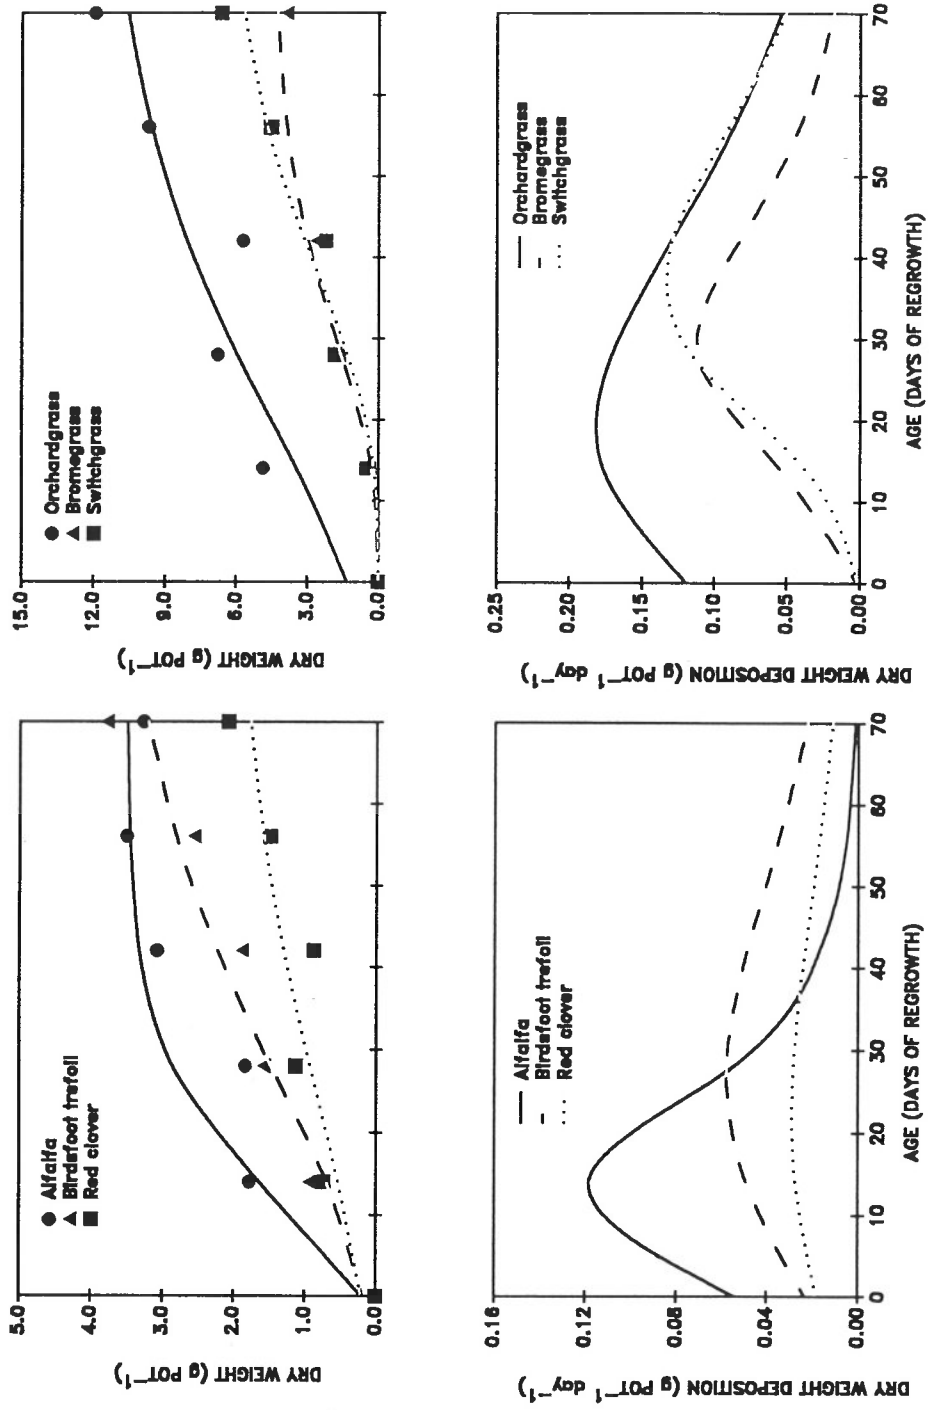 DRY WEIGHT (g POT⁻¹)
5.0
4.0
3.0
2.0
1.0
0.0
Alfalfa
Birdsfoot trefoil
Red clover
DRY WEIGHT (g POT⁻¹)
15.0
12.0
9.0
6.0
3.0
0.0
Orchardgrass
Bromegrass
Switchgrass
DRY WEIGHT DEPOSITION (g POT⁻¹ day⁻¹)
0.16
0.12
0.08
0.04
0.00
Alfalfa
Birdsfoot trefoil
Red clover
0 10 20 30 40 50 60 70
AGE (DAYS OF REGROWTH)
DRY WEIGHT DEPOSITION (g POT⁻¹ day⁻¹)
0.25
0.20
0.15
0.10
0.05
0.00
Orchardgrass
Bromegrass
Switchgrass
0 10 20 30 40 50 60 70
AGE (DAYS OF REGROWTH)